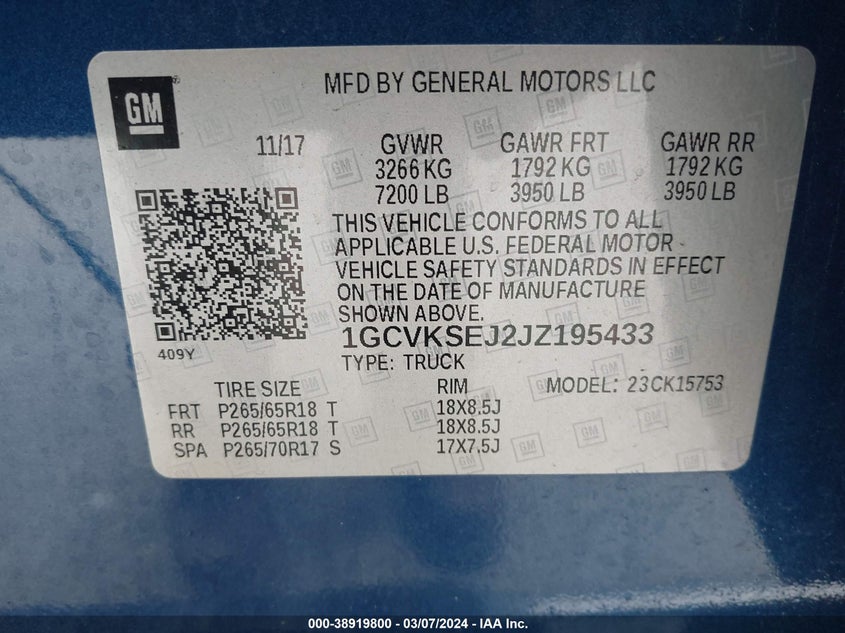 GM
MFD BY GENERAL MOTORS LLC
11/17 GVWR GAWR FRT GAWR RR
3266 KG 1792 KG 1792 KG
7200 LB 3950 LB 3950 LB
THIS VEHICLE CONFORMS TO ALL
APPLICABLE U.S. FEDERAL MOTOR
VEHICLE SAFETY STANDARDS IN EFFECT
ON THE DATE OF MANUFACTURE
SHOWN ABOVE.
409Y
1GCVKSEJ2JZ195433
TYPE: TRUCK
TIRE SIZE RIM MODEL: 23CK15753
FRT P265/65R18 T 18X8.5J
RR P265/65R18 T 18X8.5J
SPA P265/70R17 S 17X7.5J
000-38919800 - 03/07/2024 - IAA Inc.